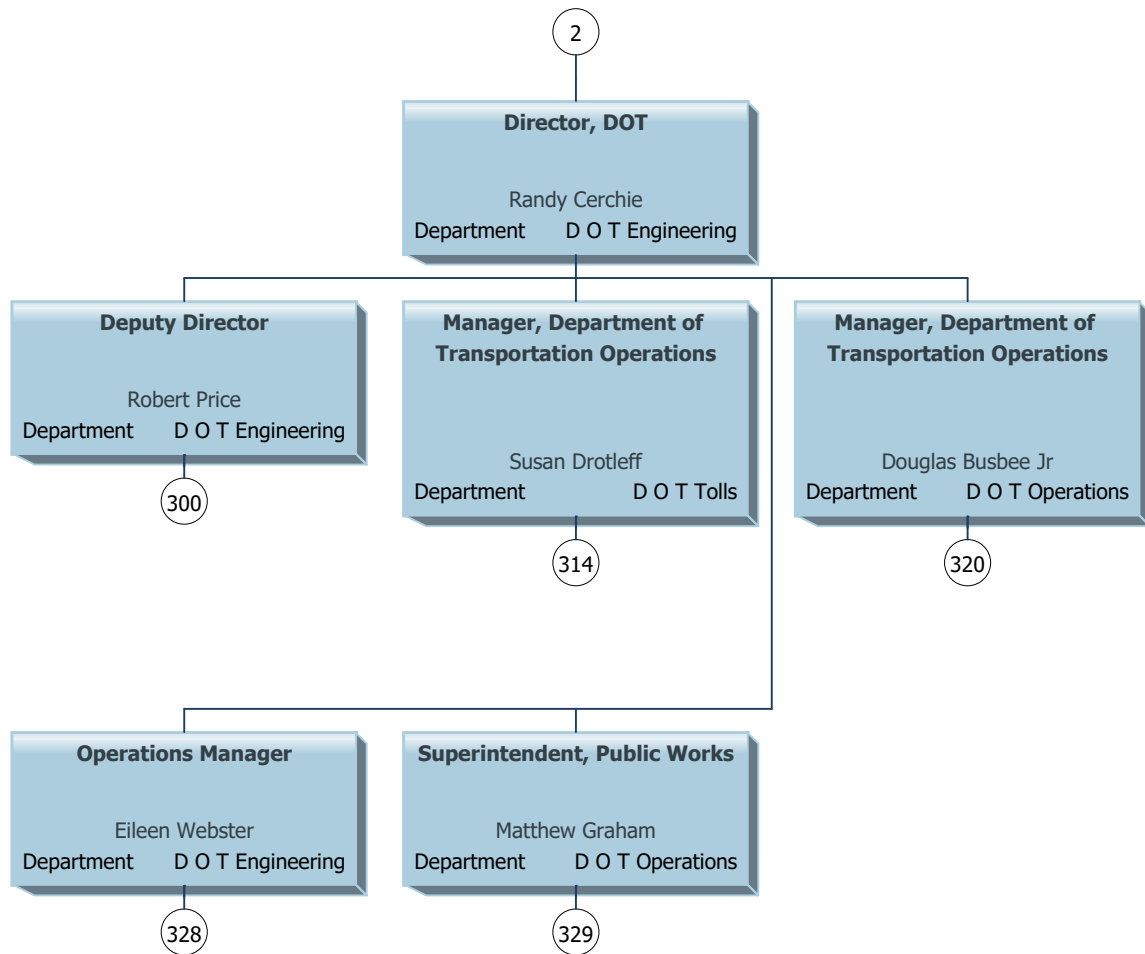 2
Director, DOT
Randy Cerchie
Department D O T Engineering
Deputy Director
Robert Price
Department D O T Engineering
300
Manager, Department of
Transportation Operations
Susan Drotleff
Department D O T Tolls
314
Manager, Department of
Transportation Operations
Douglas Busbee Jr
Department D O T Operations
320
Operations Manager
Eileen Webster
Department D O T Engineering
328
Superintendent, Public Works
Matthew Graham
Department D O T Operations
329